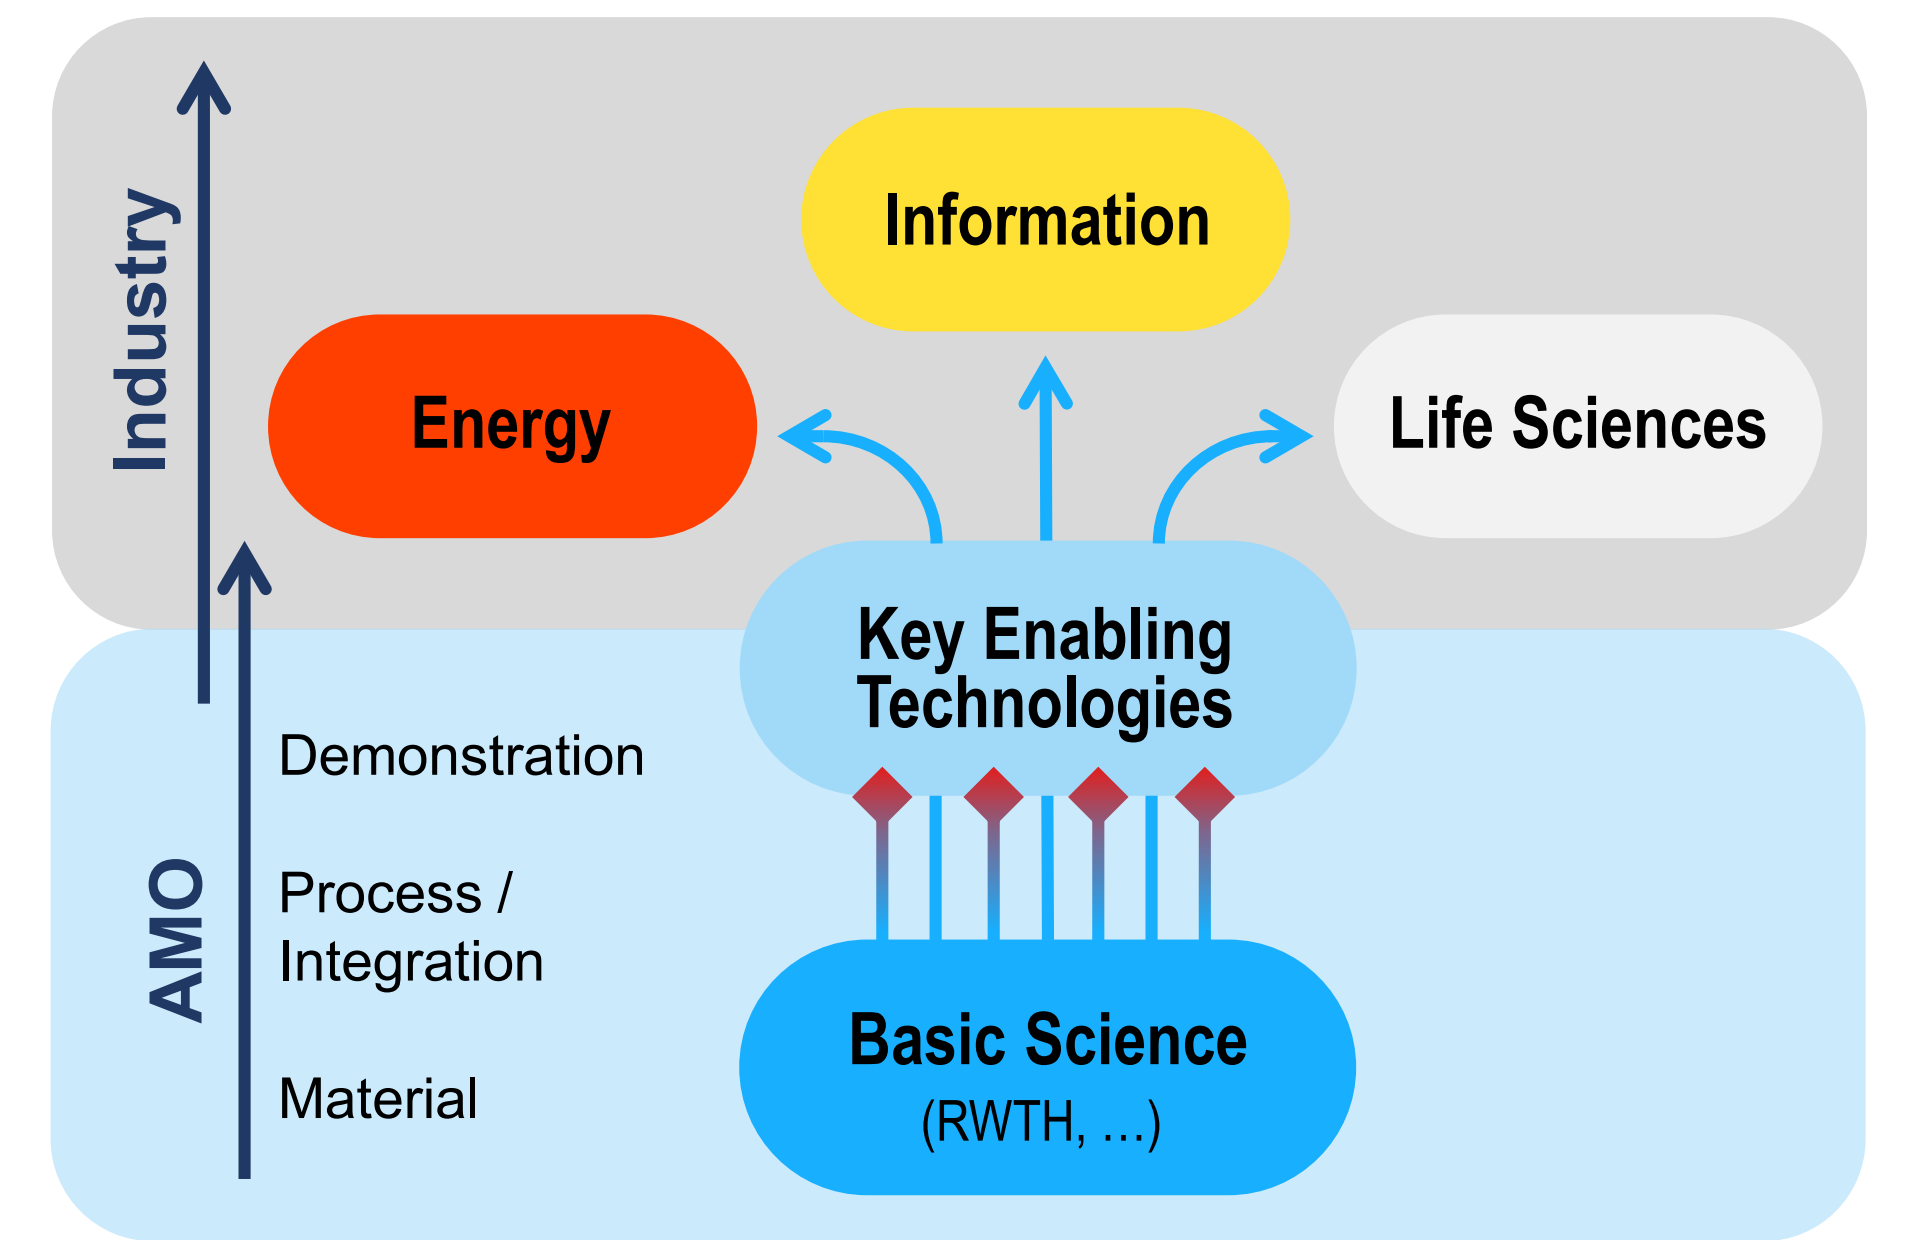 Industry
Information
Energy
Life Sciences
Key Enabling
Technologies
AMO
Demonstration
Process /
Integration
Material
Basic Science
(RWTH, …)